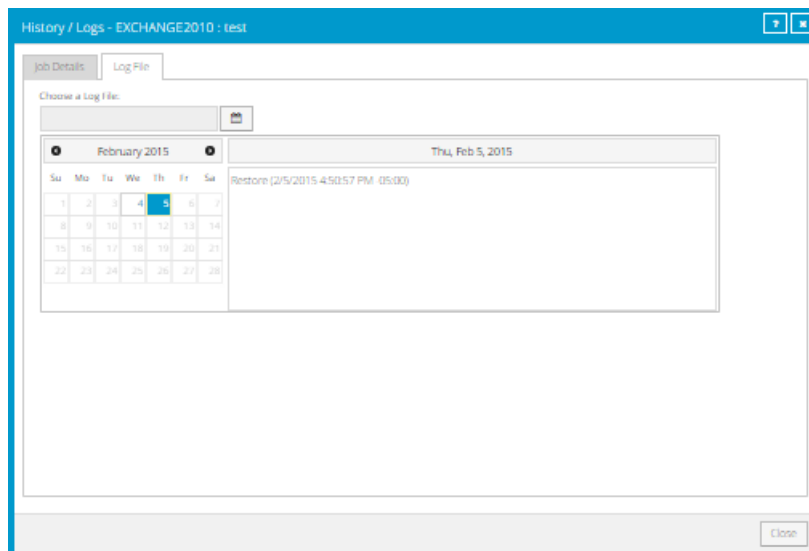 History / Logs - EXCHANGE2010 : test
?
Job Details Log File
Choose a Log File:
February 2015
Thu, Feb 5, 2015
Su Mo Tu We Th Fr Sa
Restore (2/5/2015 4:50:57 PM -05:00)
1 2 3 4 5 6 7
8 9 10 11 12 13 14
15 16 17 18 19 20 21
22 23 24 25 26 27 28
Close